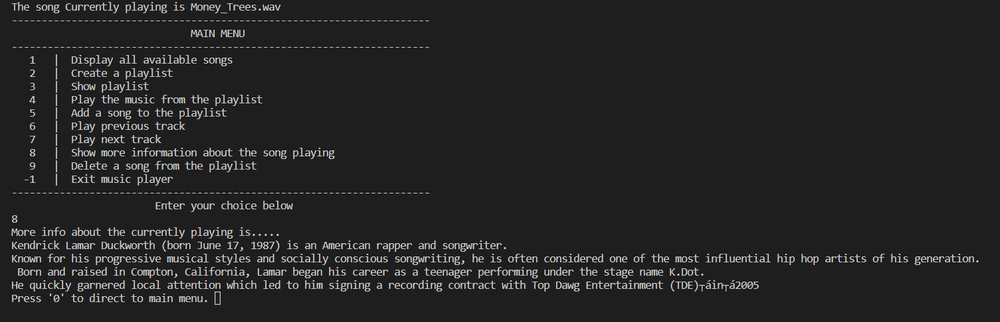 The song Currently playing is Money_Trees.wav
----------------------------------------------------------------------
MAIN MENU
----------------------------------------------------------------------
1 | Display all available songs
2 | Create a playlist
3 | Show playlist
4 | Play the music from the playlist
5 | Add a song to the playlist
6 | Play previous track
7 | Play next track
8 | Show more information about the song playing
9 | Delete a song from the playlist
-1 | Exit music player
----------------------------------------------------------------------
Enter your choice below
8
More info about the currently playing is.....
Kendrick Lamar Duckworth (born June 17, 1987) is an American rapper and songwriter.
Known for his progressive musical styles and socially conscious songwriting, he is often considered one of the most influential hip hop artists of his generation.
Born and raised in Compton, California, Lamar began his career as a teenager performing under the stage name K.Dot.
He quickly garnered local attention which led to him signing a recording contract with Top Dawg Entertainment (TDE)┬áin┬á2005
Press '0' to direct to main menu.